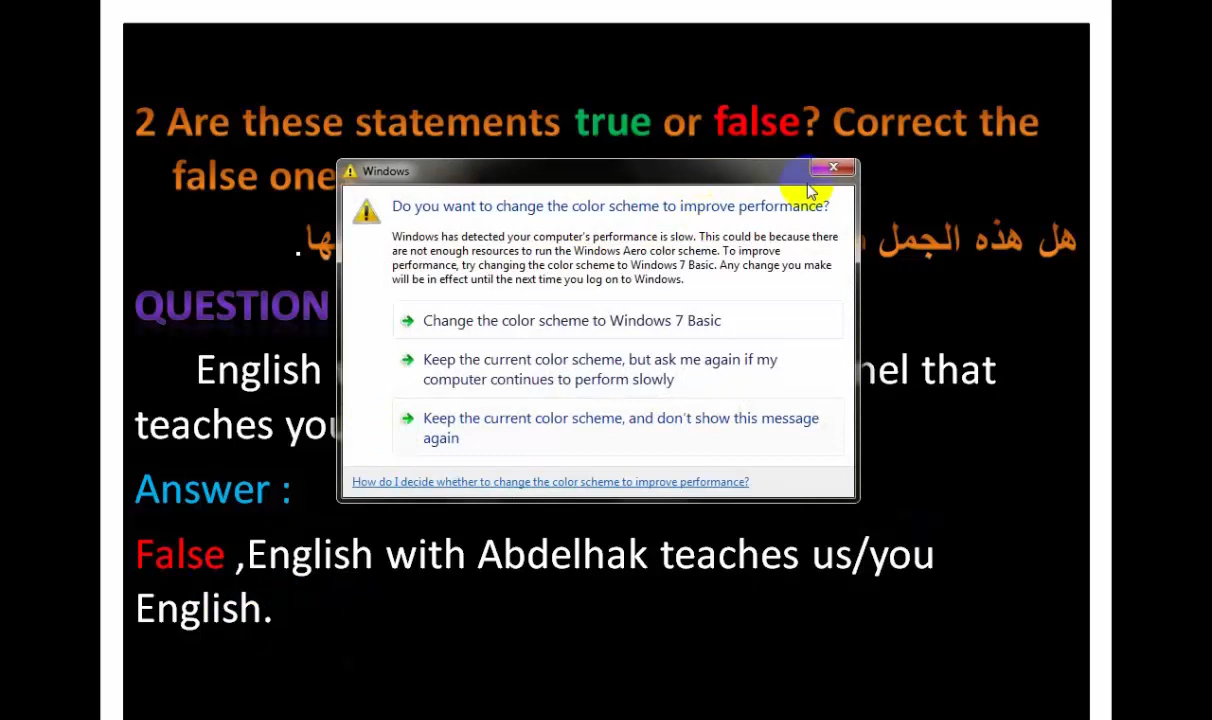 2 Are these statements true or false? Correct the
false one
هل هذه الجمل
ها.
QUESTION
English
nel that
teaches you
Answer :
False ,English with Abdelhak teaches us/you
English.
Windows
Do you want to change the color scheme to improve performance?
Windows has detected your computer's performance is slow. This could be because there
are not enough resources to run the Windows Aero color scheme. To improve
performance, try changing the color scheme to Windows 7 Basic. Any change you make
will be in effect until the next time you log on to Windows.
Change the color scheme to Windows 7 Basic
Keep the current color scheme, but ask me again if my
computer continues to perform slowly
Keep the current color scheme, and don't show this message
again
How do I decide whether to change the color scheme to improve performance?